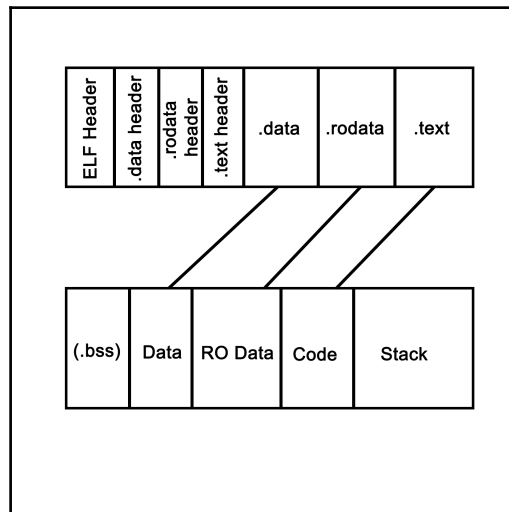 ELF Header
.data header
.rodata
header
.text header
.data
.rodata
.text
(.bss)
Data
RO Data
Code
Stack